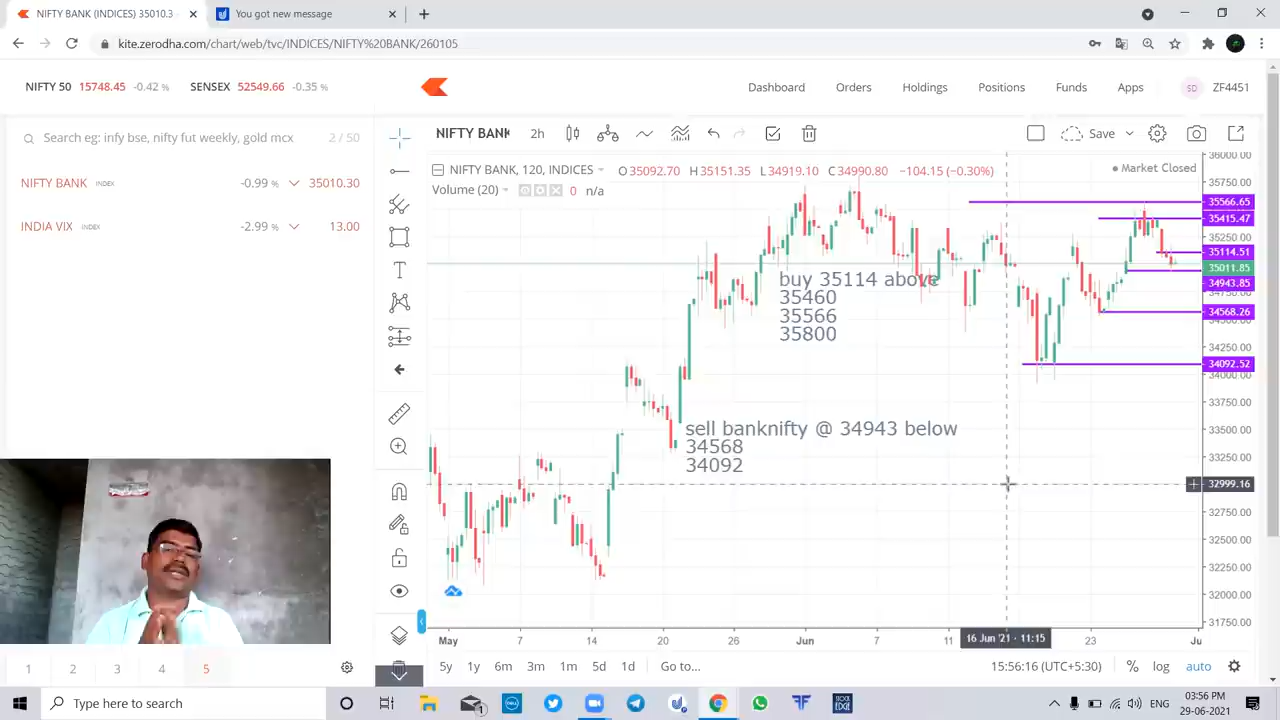 NIFTY BANK (INDICES) 35010.3
You got new message
kite.zerodha.com/chart/web/tvc/INDICES/NIFTY%20BANK/260105
NIFTY 50 15748.45 -0.42 % SENSEX 52549.66 -0.35 %
Dashboard Orders Holdings Positions Funds Apps SD ZF4451
Search eg: infy bse, nifty fut weekly, gold mcx 2 / 50
NIFTY BANK INDEX -0.99 % 35010.30
INDIA VIX INDEX -2.99 % 13.00
NIFTY BANK 2h Save
NIFTY BANK, 120, INDICES O35092.70 H35151.35 L34919.10 C34990.80 −104.15 (−0.30%)
Market Closed
Volume (20) 0 n/a
36000.00
35750.00
35566.65
35415.47
35250.00
35114.51
35011.85
34943.85
34750.00
34568.26
34250.00
34092.52
34000.00
33750.00
33500.00
33250.00
32999.16
32750.00
32500.00
32250.00
32000.00
31750.00
buy 35114 above
35460
35566
35800
sell banknifty @ 34943 below
34568
34092
May 7 14 20 26 Jun 7 11 16 Jun '21 11:15 23 Ju
5y 1y 6m 3m 1m 5d 1d Go to... 15:56:16 (UTC+5:30) % log auto
1 2 3 4 5
Type here to search
ENG
03:56 PM
29-06-2021